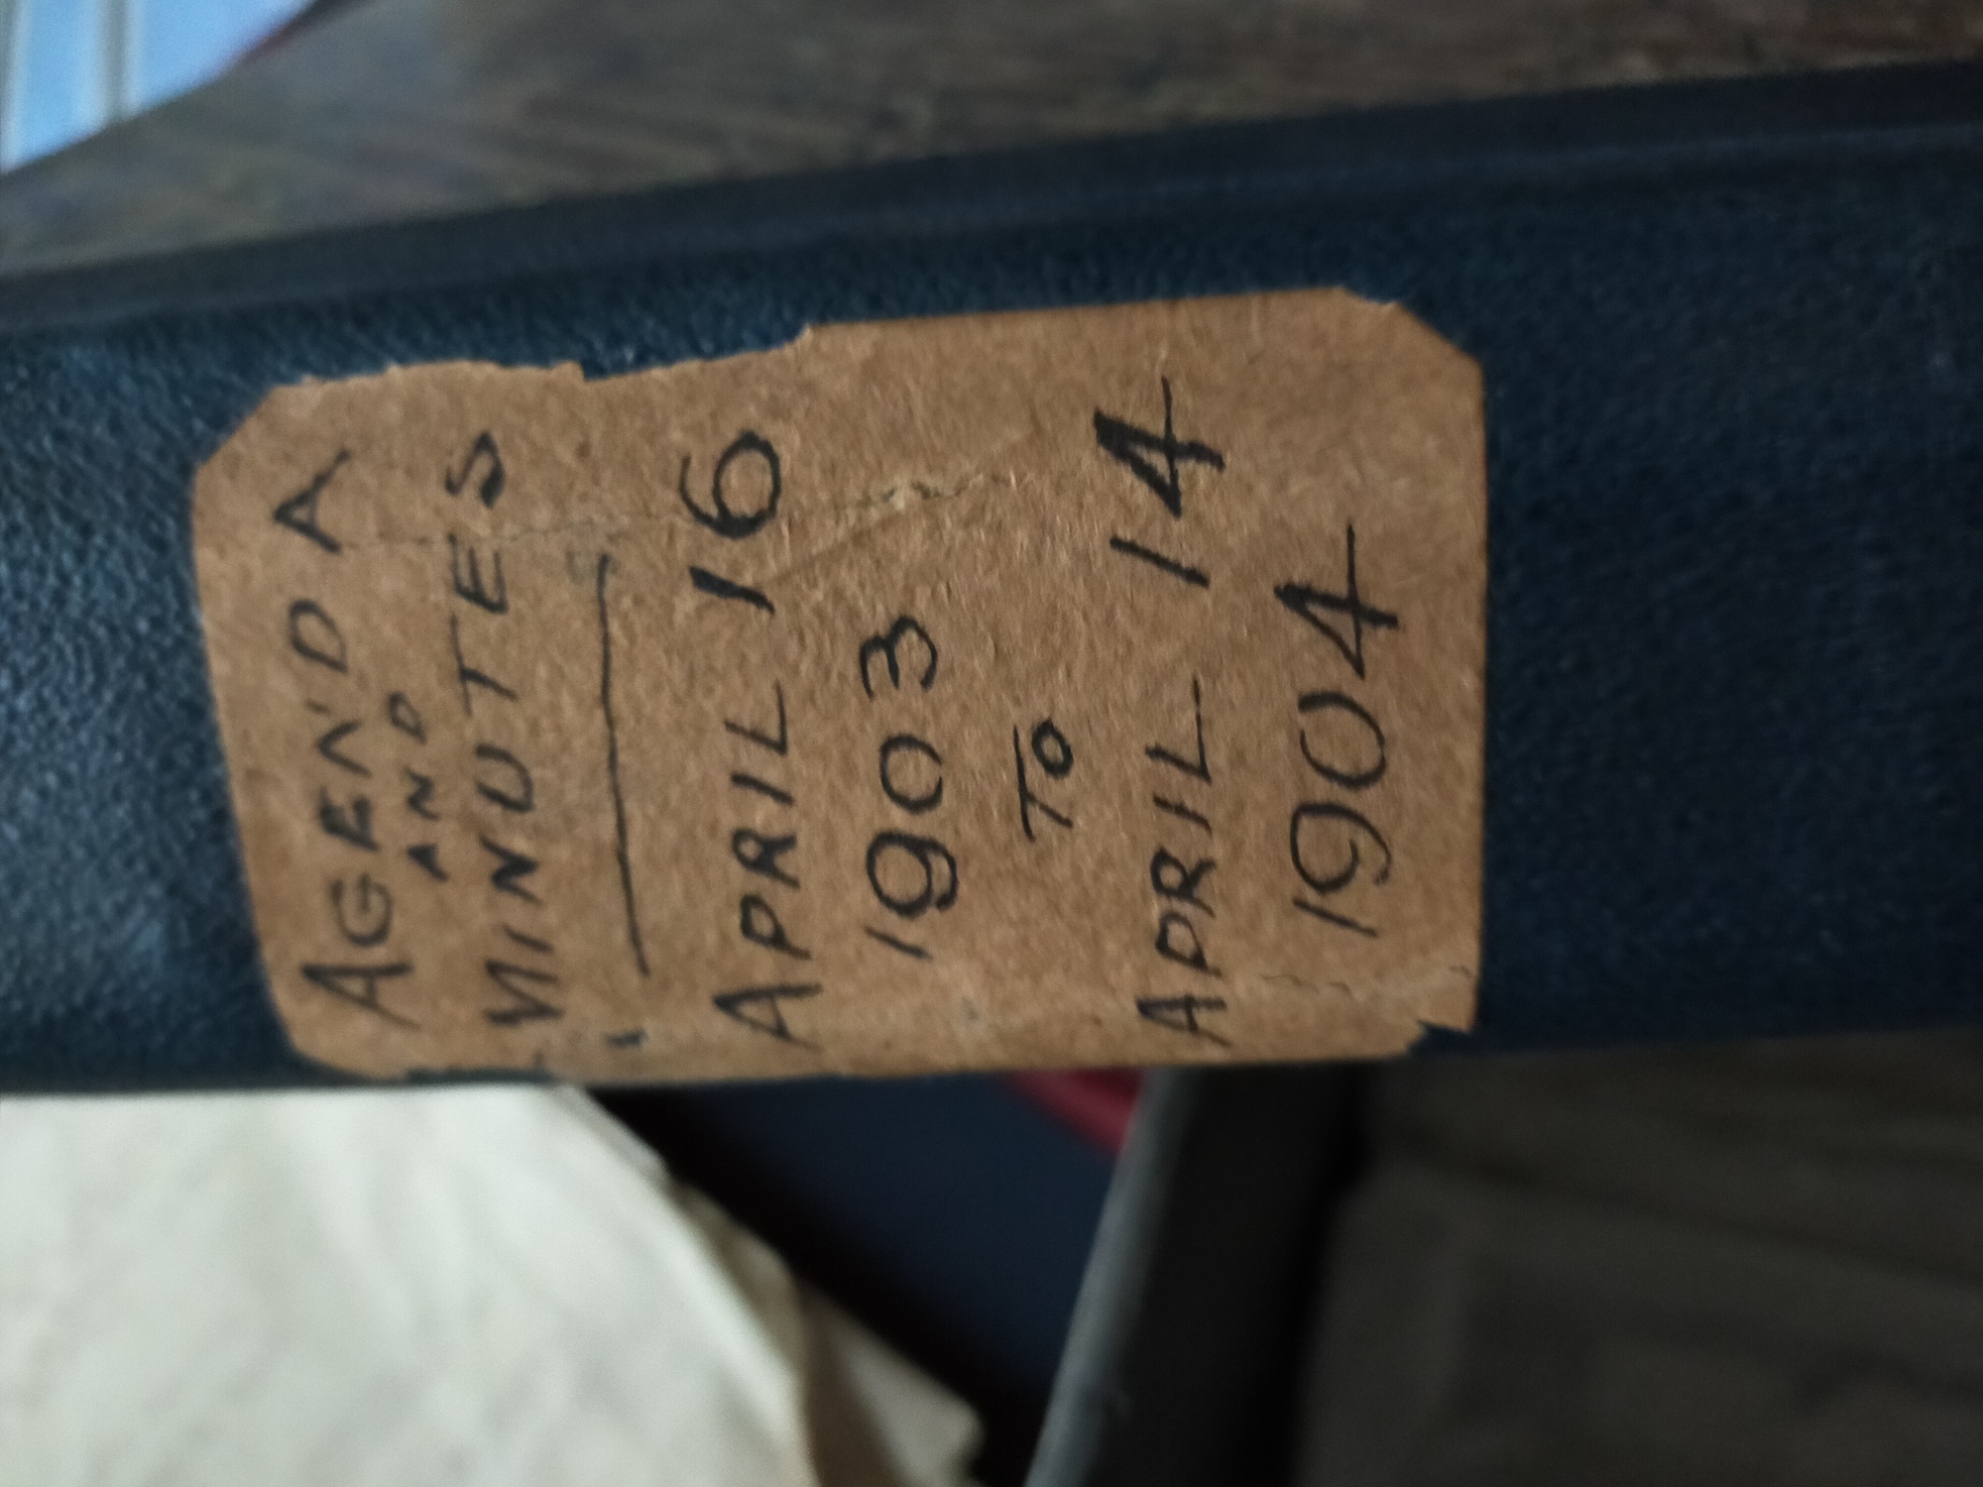 AGENDA
AND
MINUTES
APRIL 16
1903
TO
APRIL 14
1904